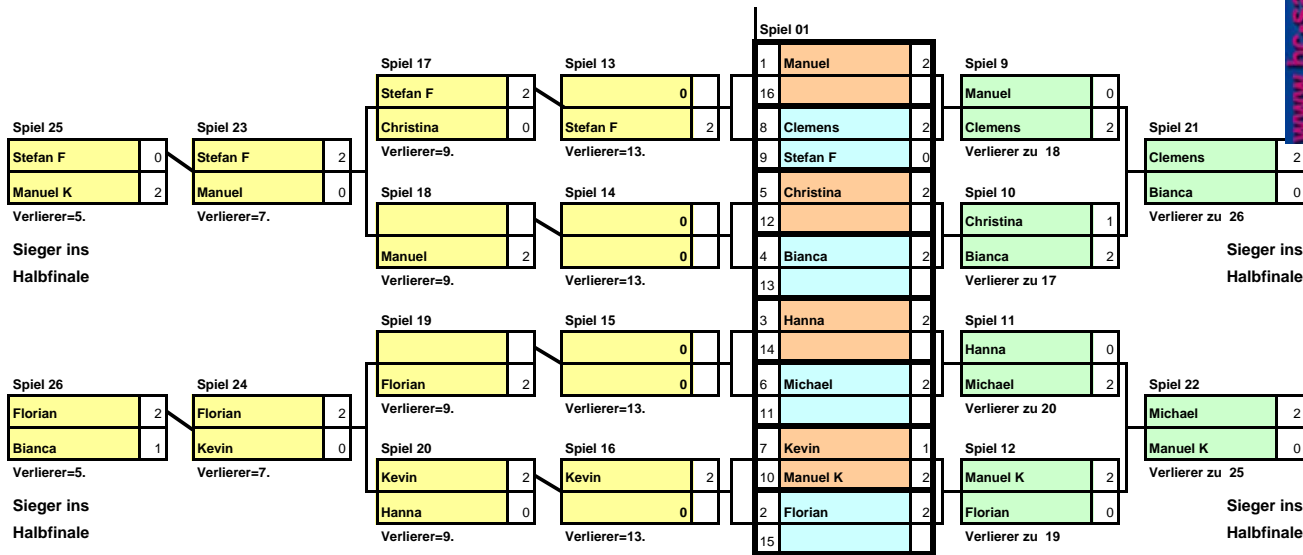 Spiel 01
Spiel 17 Spiel 13 1 Manuel 2 Spiel 9
Stefan F 2 0 16 Manuel 0
Spiel 25 Spiel 23 Christina 0 Stefan F 2 8 Clemens 2 Clemens 2 Spiel 21
Stefan F 0 Stefan F 2 Verlierer=9. Verlierer=13. 9 Stefan F 0 Verlierer zu 18 Clemens 2
Manuel K 2 Manuel 0 Spiel 18 Spiel 14 5 Christina 2 Spiel 10 Bianca 0
Verlierer=5. Verlierer=7. 0 12 Christina 1 Verlierer zu 26
Sieger ins Manuel 2 0 4 Bianca 2 Bianca 2 Sieger ins
Halbfinale Verlierer=9. Verlierer=13. 13 Verlierer zu 17 Halbfinale
Spiel 19 Spiel 15 3 Hanna 2 Spiel 11
0 14 Hanna 0
Spiel 26 Spiel 24 Florian 2 0 6 Michael 2 Michael 2 Spiel 22
Florian 2 Florian 2 Verlierer=9. Verlierer=13. 11 Verlierer zu 20 Michael 2
Bianca 1 Kevin 0 Spiel 20 Spiel 16 7 Kevin 1 Spiel 12 Manuel K 0
Verlierer=5. Verlierer=7. Kevin 2 Kevin 2 10 Manuel K 2 Manuel K 2 Verlierer zu 25
Sieger ins Hanna 0 0 2 Florian 2 Florian 0 Sieger ins
Halbfinale Verlierer=9. Verlierer=13. 15 Verlierer zu 19 Halbfinale